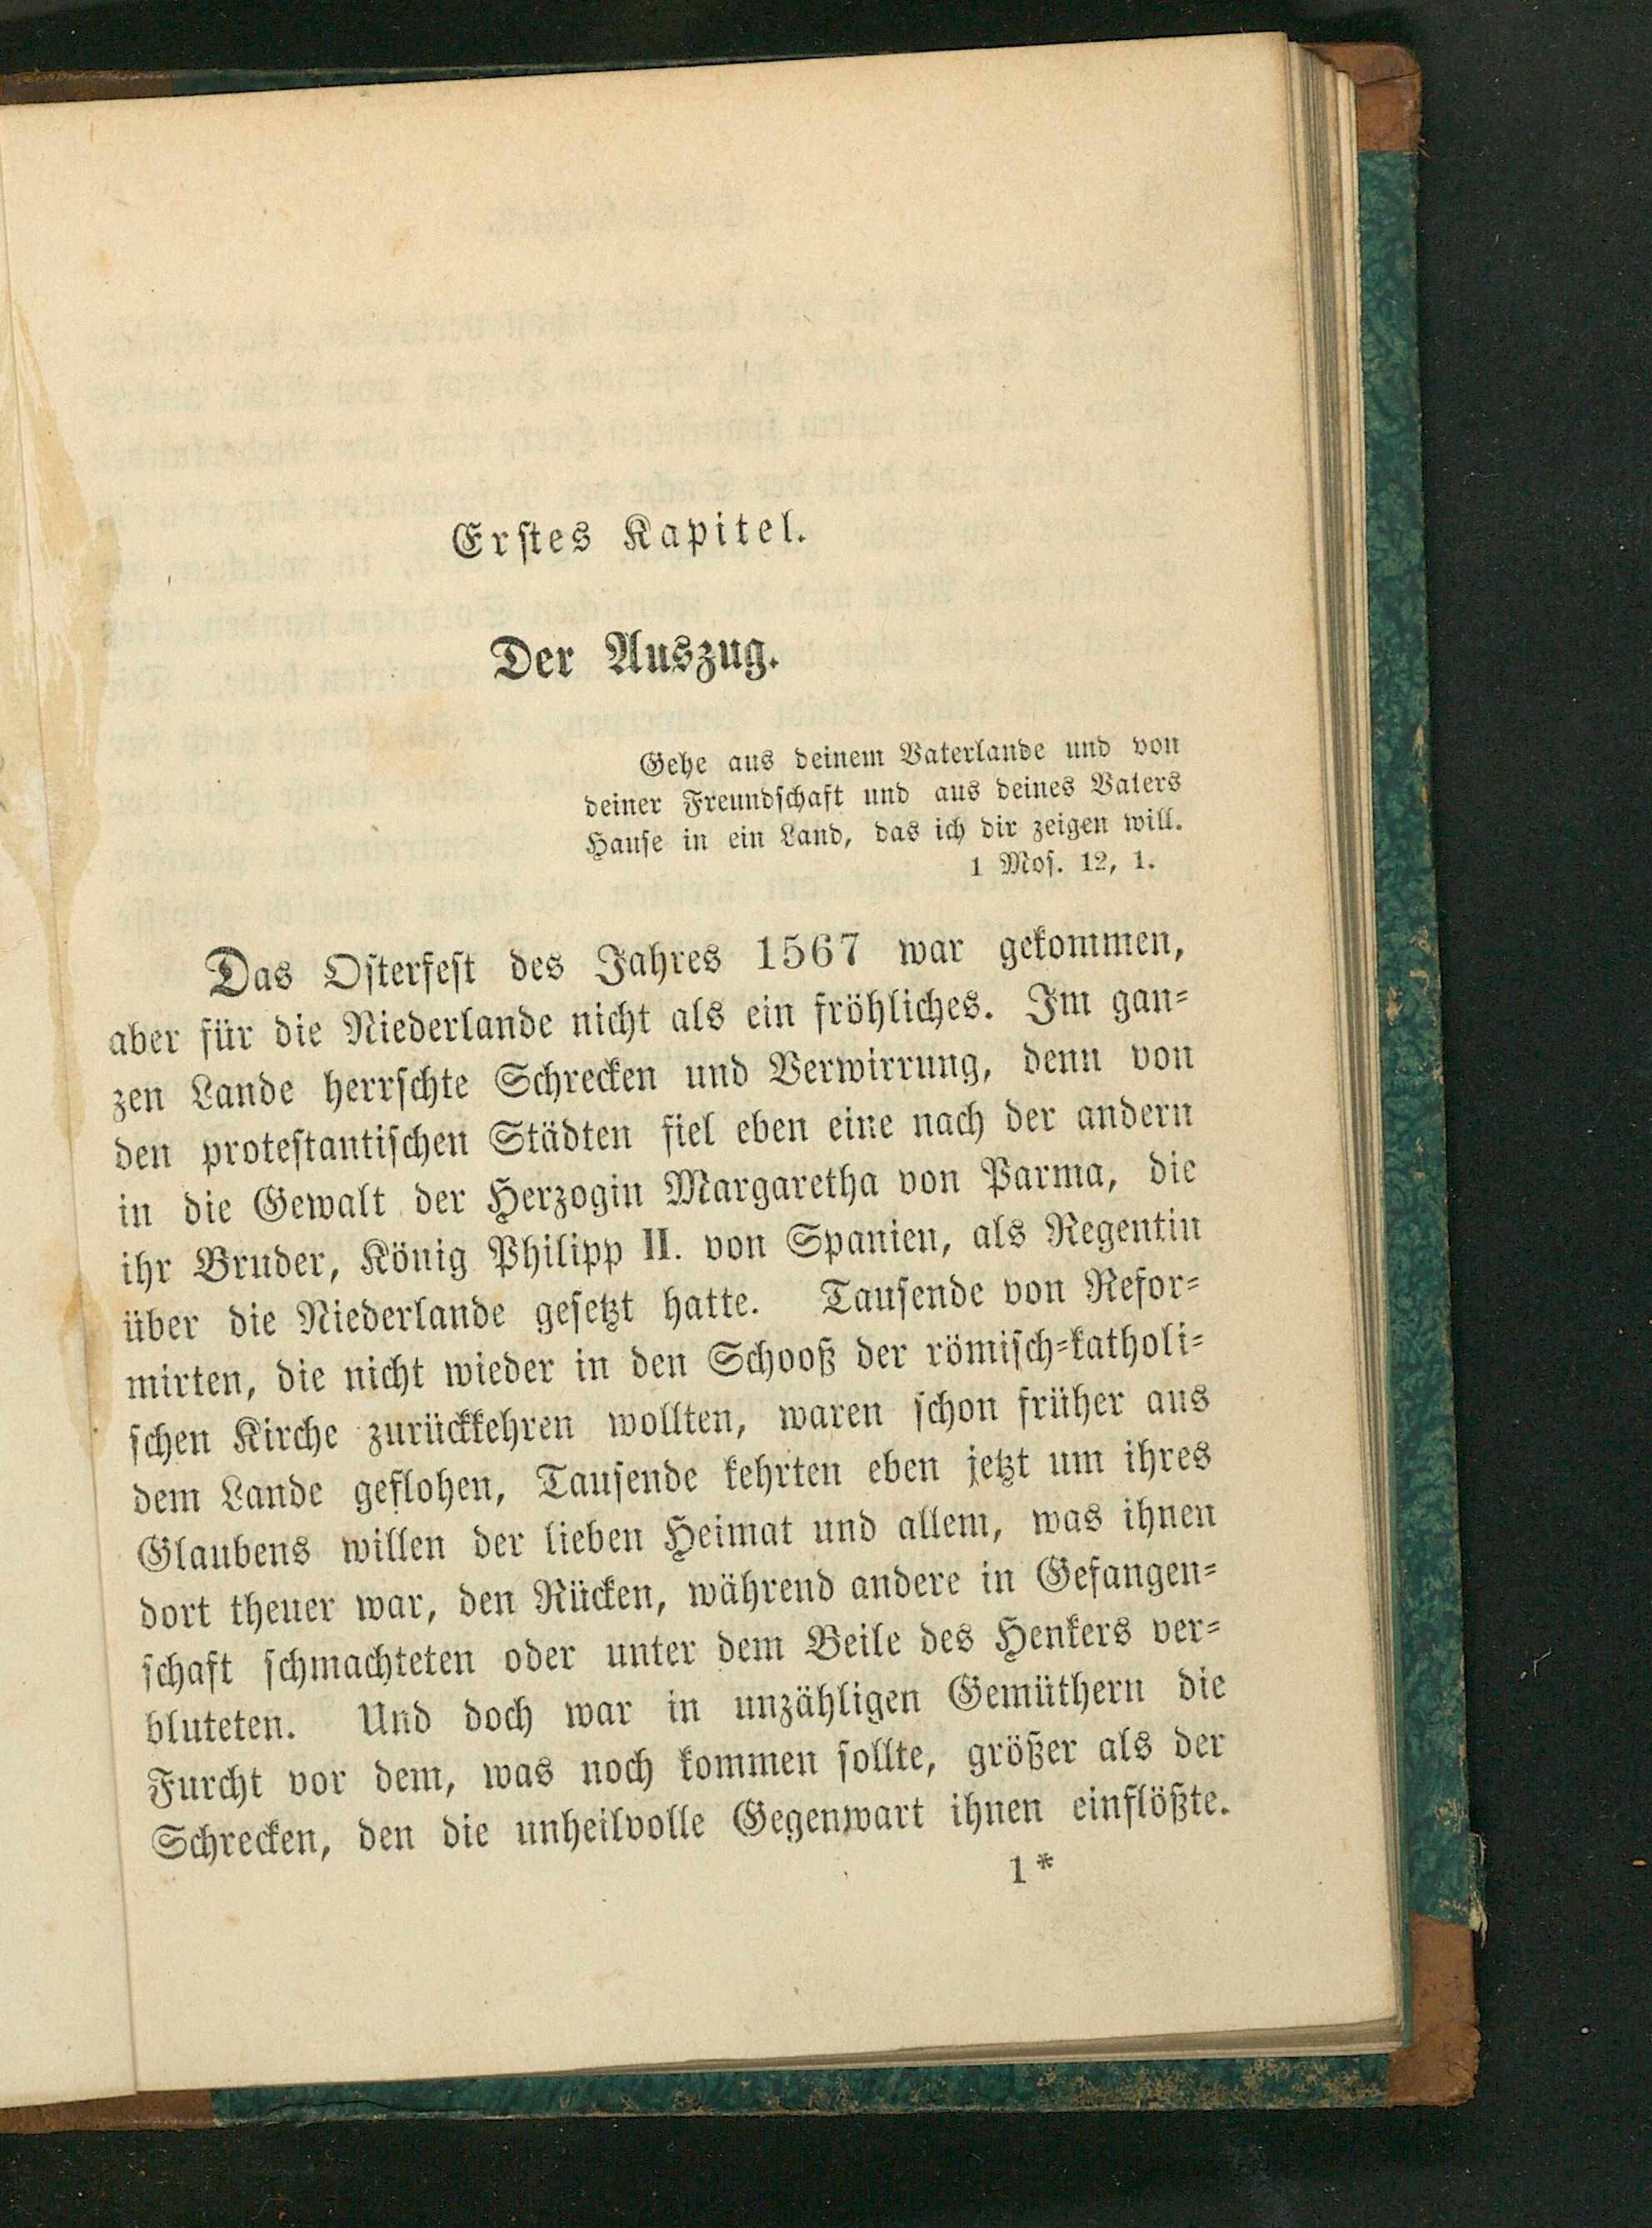 Erstes Kapitel.
Der Auszug.
Gehe aus deinem Vaterlande und von
deiner Freundschaft und aus deines Vaters
Hause in ein Land, das ich dir zeigen will.
1 Mos. 12, 1.
Das Osterfest des Jahres 1567 war gekommen,
aber für die Niederlande nicht als ein fröhliches. Im gan-
zen Lande herrschte Schrecken und Verwirrung, denn von
den protestantischen Städten fiel eben eine nach der andern
in die Gewalt der Herzogin Margaretha von Parma, die
ihr Bruder, König Philipp II. von Spanien, als Regentin
über die Niederlande gesetzt hatte. Tausende von Refor-
mirten, die nicht wieder in den Schooß der römisch-katholi-
schen Kirche zurückkehren wollten, waren schon früher aus
dem Lande geflohen, Tausende kehrten eben jetzt um ihres
Glaubens willen der lieben Heimat und allem, was ihnen
dort theuer war, den Rücken, während andere in Gefangen-
schaft schmachteten oder unter dem Beile des Henkers ver-
bluteten. Und doch war in unzähligen Gemüthern die
Furcht vor dem, was noch kommen sollte, größer als der
Schrecken, den die unheilvolle Gegenwart ihnen einflößte.
1*